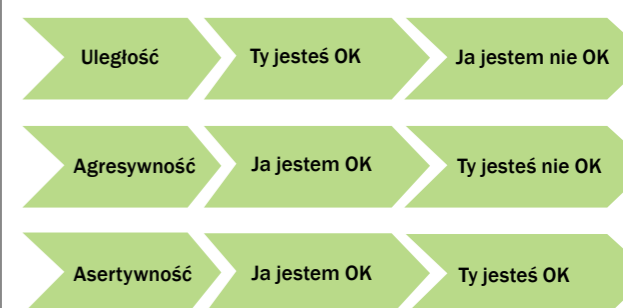 Uległość Ty jesteś OK Ja jestem nie OK
Agresywność Ja jestem OK Ty jesteś nie OK
Asertywność Ja jestem OK Ty jesteś OK